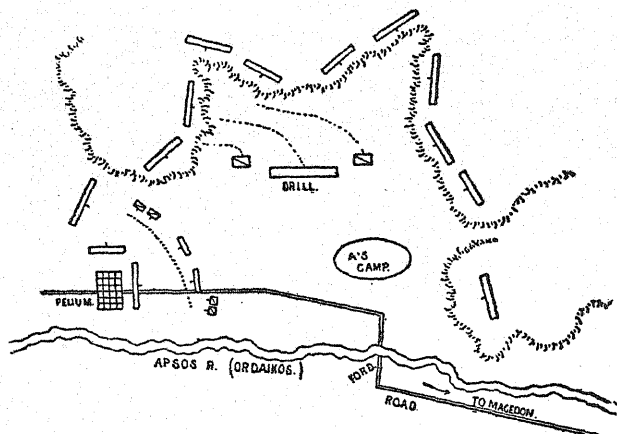 DRILL.
A'S
CAMP.
PELIUM.
APSOS R. (ORDAIKOS.)
FORD.
ROAD.
TO MACEDON.